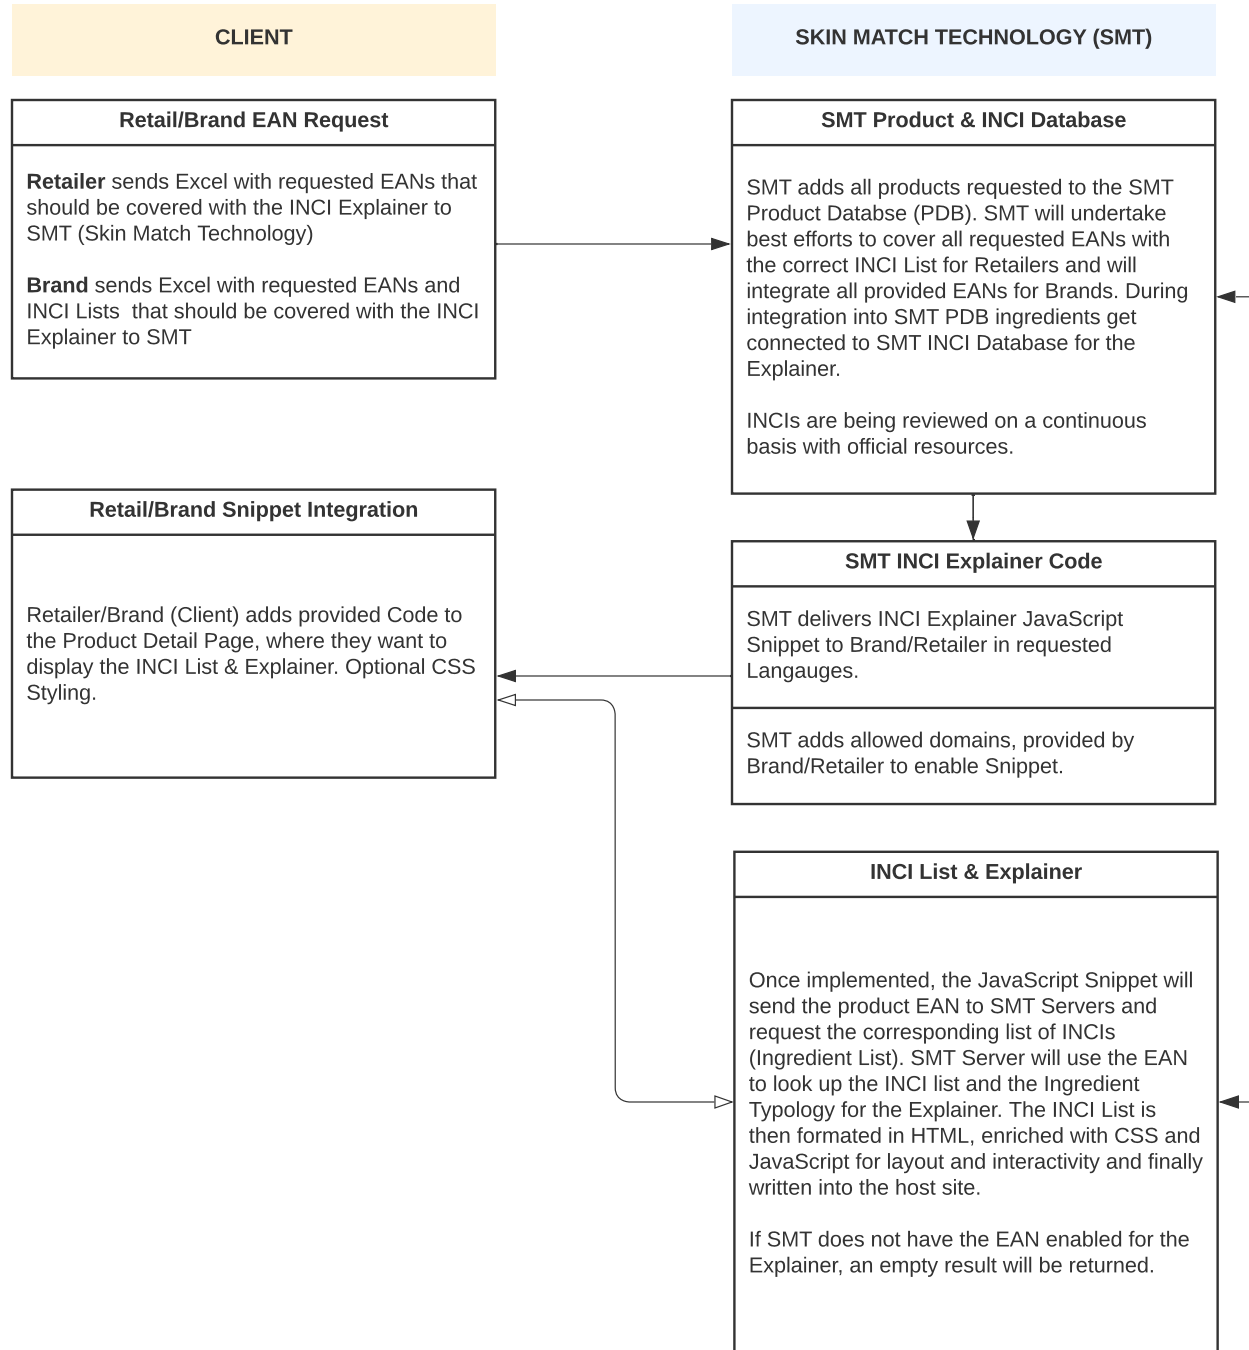 CLIENT
SKIN MATCH TECHNOLOGY (SMT)
Retail/Brand EAN Request
Retailer sends Excel with requested EANs that
should be covered with the INCI Explainer to
SMT (Skin Match Technology)
Brand sends Excel with requested EANs and
INCI Lists  that should be covered with the INCI
Explainer to SMT
SMT Product & INCI Database
SMT adds all products requested to the SMT
Product Databse (PDB). SMT will undertake
best efforts to cover all requested EANs with
the correct INCI List for Retailers and will
integrate all provided EANs for Brands. During
integration into SMT PDB ingredients get
connected to SMT INCI Database for the
Explainer.
INCIs are being reviewed on a continuous
basis with official resources.
Retail/Brand Snippet Integration
Retailer/Brand (Client) adds provided Code to
the Product Detail Page, where they want to
display the INCI List & Explainer. Optional CSS
Styling.
SMT INCI Explainer Code
SMT delivers INCI Explainer JavaScript
Snippet to Brand/Retailer in requested
Langauges.
SMT adds allowed domains, provided by
Brand/Retailer to enable Snippet.
INCI List & Explainer
Once implemented, the JavaScript Snippet will
send the product EAN to SMT Servers and
request the corresponding list of INCIs
(Ingredient List). SMT Server will use the EAN
to look up the INCI list and the Ingredient
Typology for the Explainer. The INCI List is
then formated in HTML, enriched with CSS and
JavaScript for layout and interactivity and finally
written into the host site.
If SMT does not have the EAN enabled for the
Explainer, an empty result will be returned.